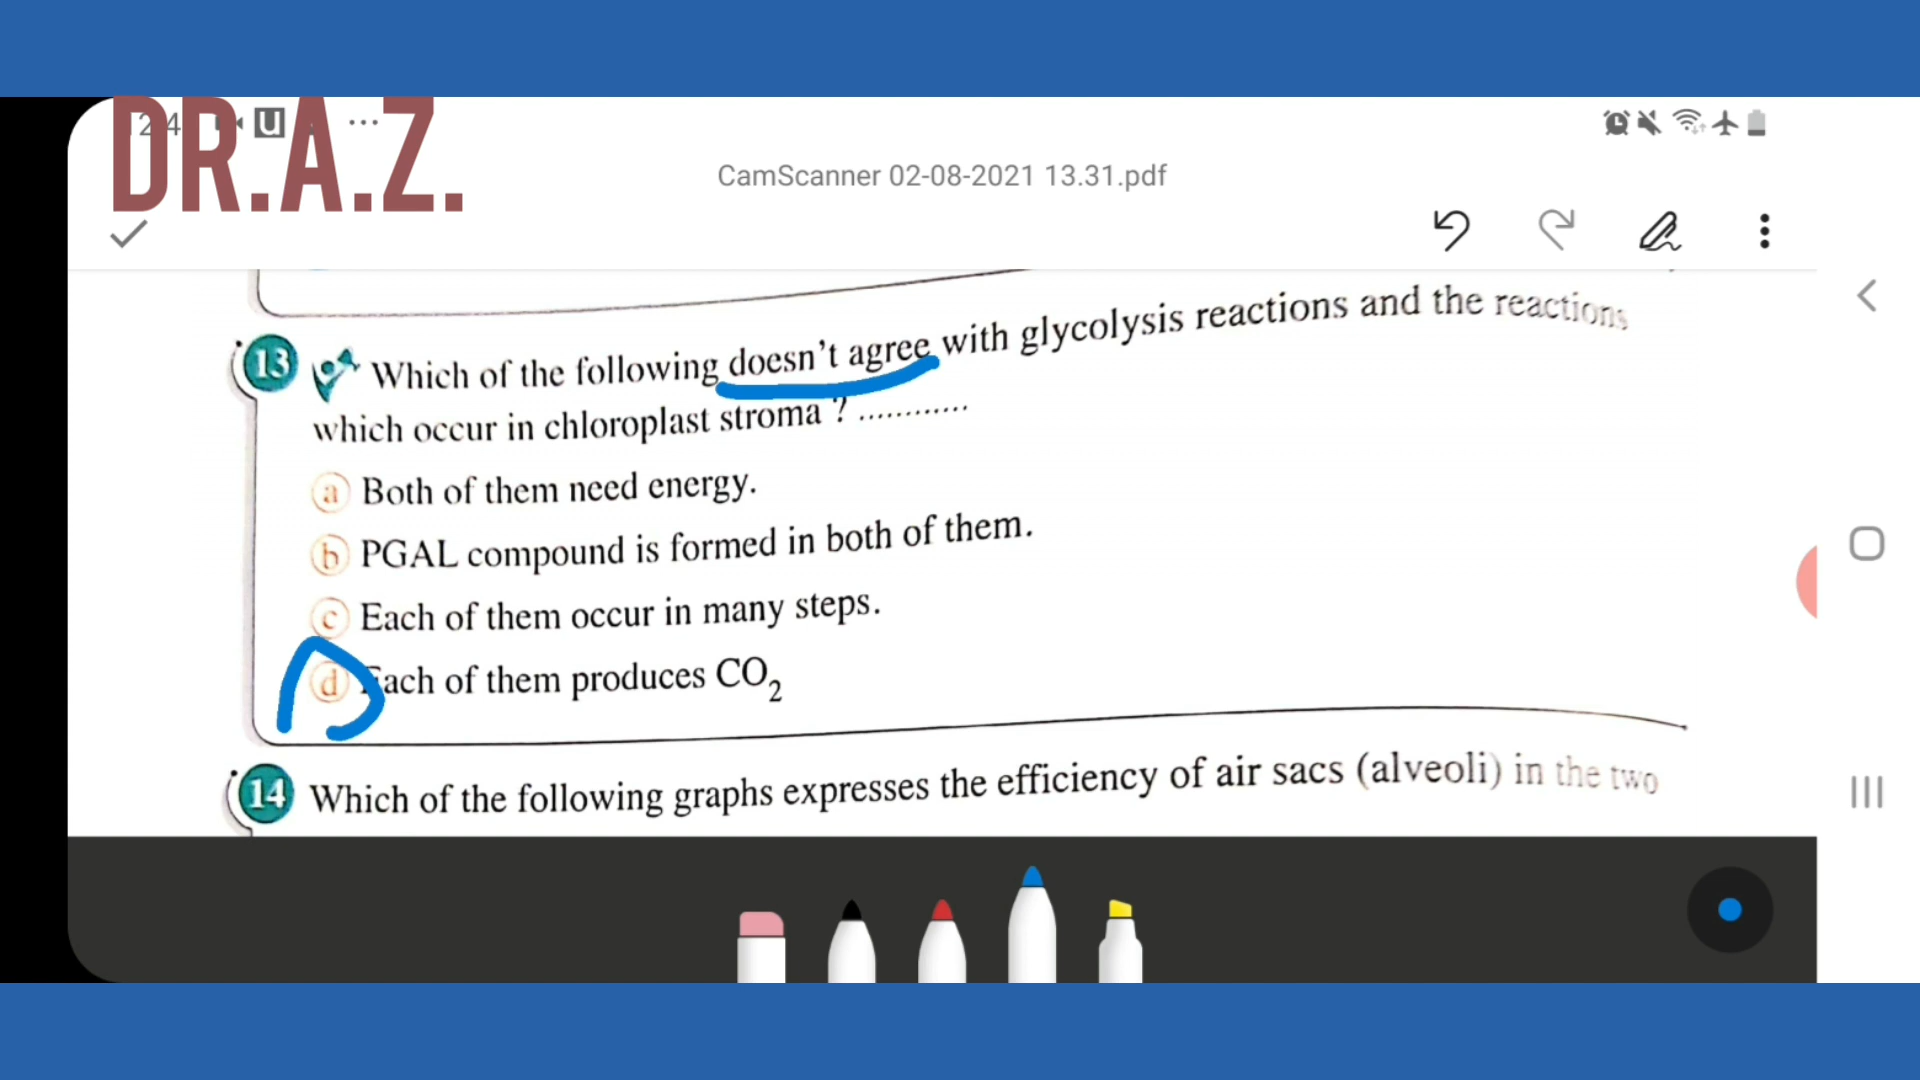 DR.A.Z.
CamScanner 02-08-2021 13.31.pdf
13 Which of the following doesn't agree with glycolysis reactions and the reactions
which occur in chloroplast stroma ? ............
a Both of them need energy.
b PGAL compound is formed in both of them.
c Each of them occur in many steps.
d Each of them produces CO₂
14 Which of the following graphs expresses the efficiency of air sacs (alveoli) in the two